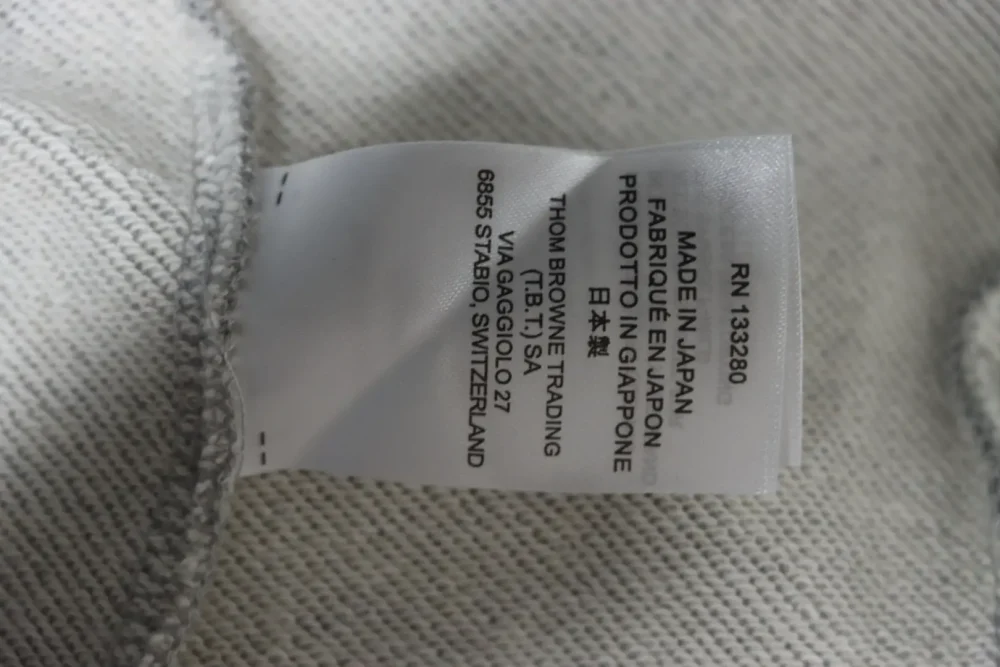 RN 133280
MADE IN JAPAN
FABRIQUÉ EN JAPON
PRODOTTO IN GIAPPONE
日本製
THOM BROWNE TRADING
(T.B.T.) SA
VIA GAGGIOLO 27
6855 STABIO, SWITZERLAND